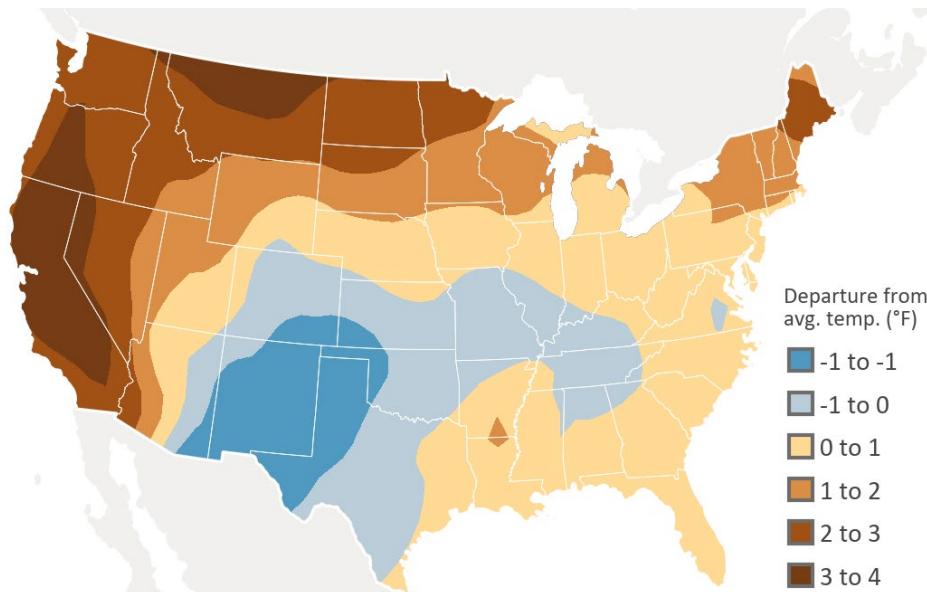 Departure from
avg. temp. (°F)
-1 to -1
-1 to 0
0 to 1
1 to 2
2 to 3
3 to 4